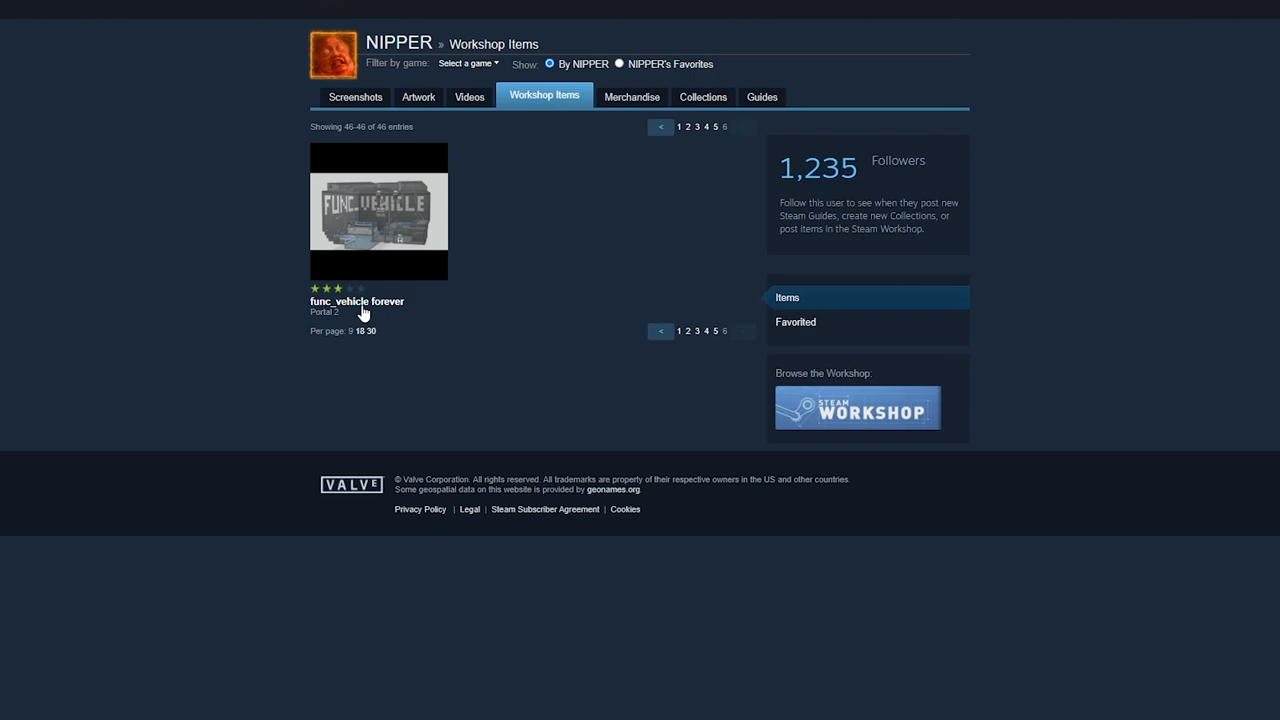 NIPPER » Workshop Items
Filter by game: Select a game Show: By NIPPER NIPPER's Favorites
Screenshots Artwork Videos Workshop Items Merchandise Collections Guides
Showing 46-46 of 46 entries
< 1 2 3 4 5 6
FUNC_VEHICLE
func_vehicle forever
Portal 2
Per page: 9 18 30
< 1 2 3 4 5 6
1,235 Followers
Follow this user to see when they post new
Steam Guides, create new Collections, or
post items in the Steam Workshop.
Items
Favorited
Browse the Workshop:
STEAM
WORKSHOP
VALVE
© Valve Corporation. All rights reserved. All trademarks are property of their respective owners in the US and other countries.
Some geospatial data on this website is provided by geonames.org.
Privacy Policy | Legal | Steam Subscriber Agreement | Cookies